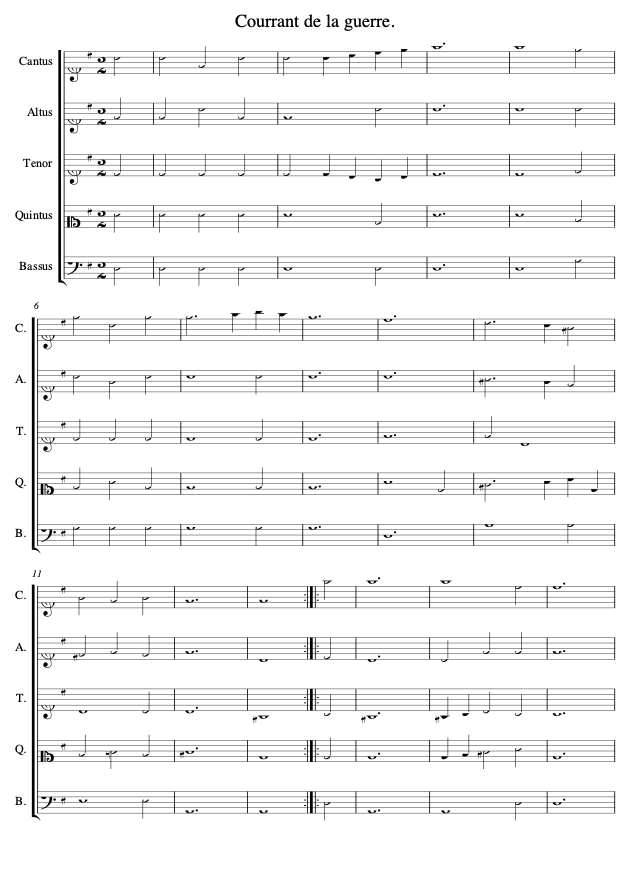 Courrant de la guerre.
Cantus
Altus
Tenor
Quintus
Bassus
6
C.
A.
T.
Q.
B.
11
C.
A.
T.
Q.
B.